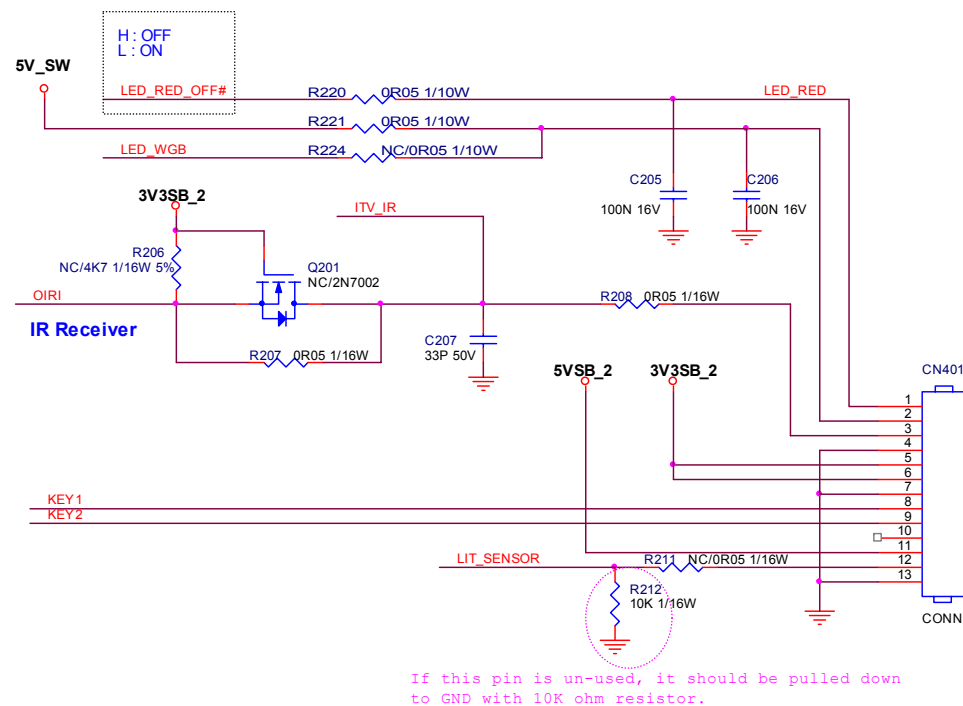 H : OFF
L : ON
5V_SW
LED_RED_OFF#
R220
0R05 1/10W
LED_RED
R221
0R05 1/10W
LED_WGB
R224
NC/0R05 1/10W
C205
100N 16V
C206
100N 16V
3V3SB_2
ITV_IR
R206
NC/4K7 1/16W 5%
Q201
NC/2N7002
OIRI
R208
0R05 1/16W
IR Receiver
C207
33P 50V
R207
0R05 1/16W
5VSB_2
3V3SB_2
CN401
1
2
3
4
5
6
7
8
9
10
11
12
13
KEY1
KEY2
LIT_SENSOR
R211
NC/0R05 1/16W
R212
10K 1/16W
CONN
If this pin is un-used, it should be pulled down
to GND with 10K ohm resistor.